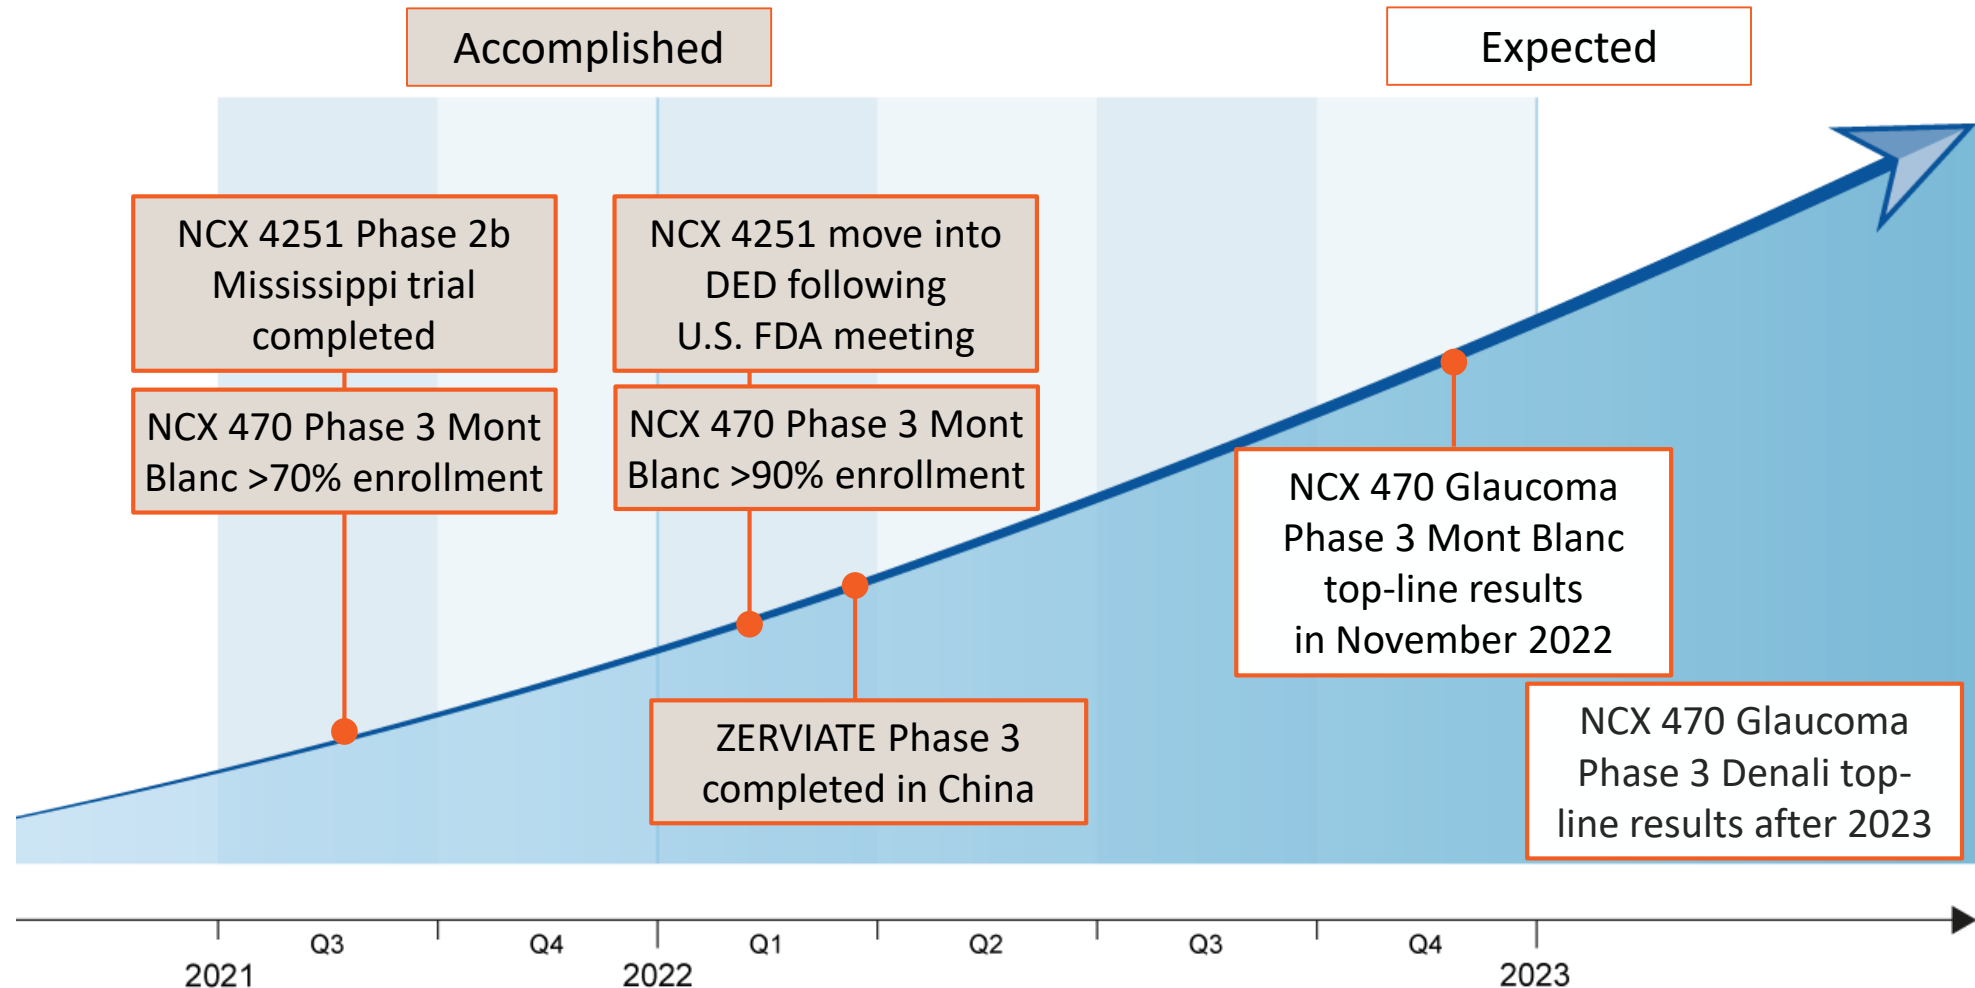 Accomplished
Expected
NCX 4251 Phase 2b
Mississippi trial
completed
NCX 470 Phase 3 Mont
Blanc >70% enrollment
NCX 4251 move into
DED following
U.S. FDA meeting
NCX 470 Phase 3 Mont
Blanc >90% enrollment
ZERVIATE Phase 3
completed in China
NCX 470 Glaucoma
Phase 3 Mont Blanc
top-line results
in November 2022
NCX 470 Glaucoma
Phase 3 Denali top-
line results after 2023
Q3
Q4
Q1
Q2
Q3
Q4
2021
2022
2023